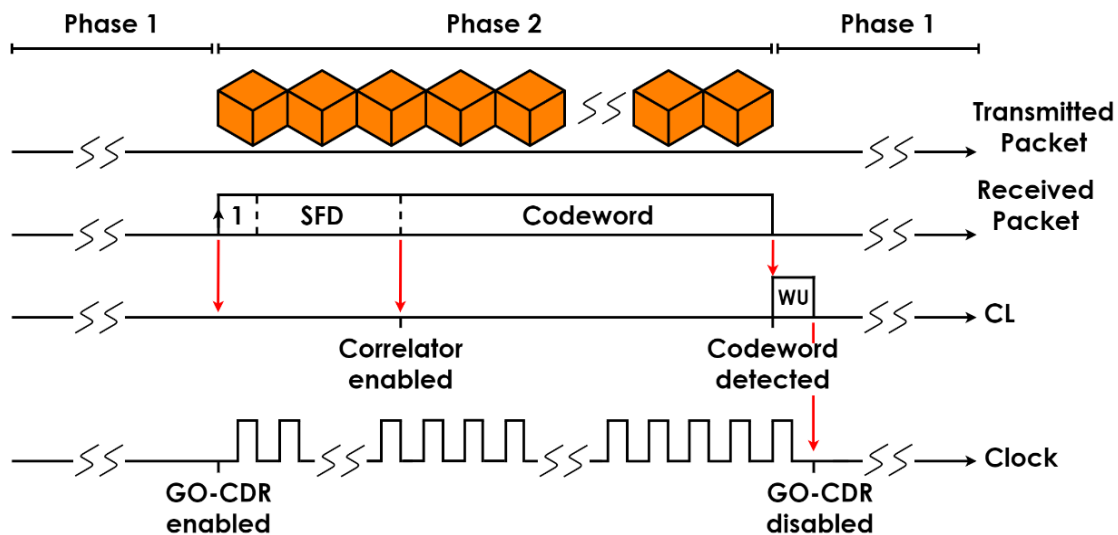 Phase 1 Phase 2 Phase 1
Transmitted
Packet
1 SFD Codeword
Received
Packet
WU
CL
Correlator
enabled
Codeword
detected
Clock
GO-CDR
enabled
GO-CDR
disabled